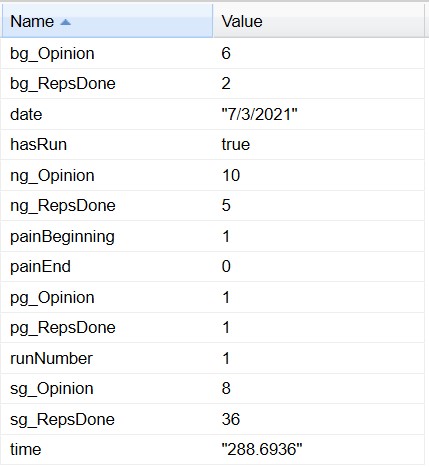 Name Value
bg_Opinion 6
bg_RepsDone 2
date "7/3/2021"
hasRun true
ng_Opinion 10
ng_RepsDone 5
painBeginning 1
painEnd 0
pg_Opinion 1
pg_RepsDone 1
runNumber 1
sg_Opinion 8
sg_RepsDone 36
time "288.6936"